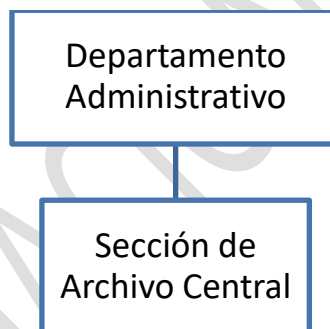 Departamento
Administrativo
Sección de
Archivo Central